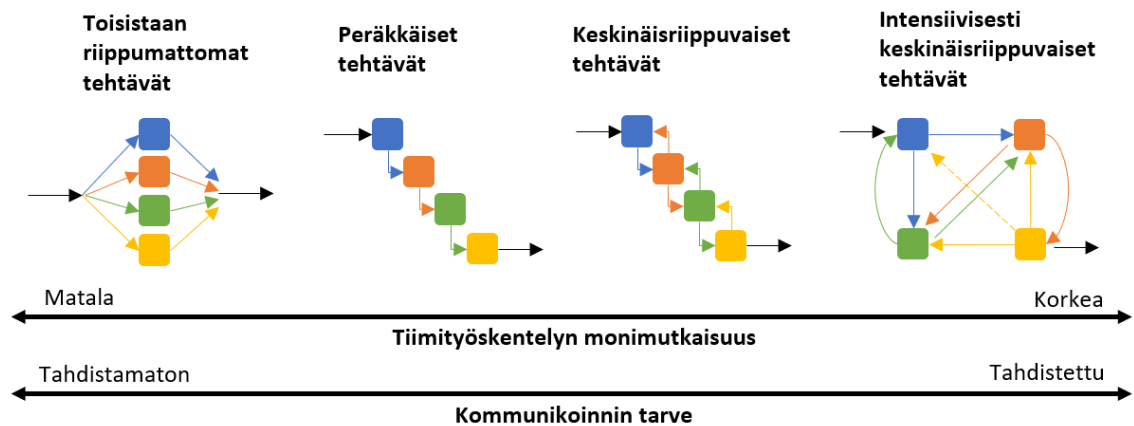 Toisistaan
riippumattomat
tehtävät
Peräkkäiset
tehtävät
Keskinäisriippuvaiset
tehtävät
Intensiivisesti
keskinäisriippuvaiset
tehtävät
Matala
Korkea
Tiimityöskentelyn monimutkaisuus
Tahdistamaton
Tahdistettu
Kommunikoinnin tarve